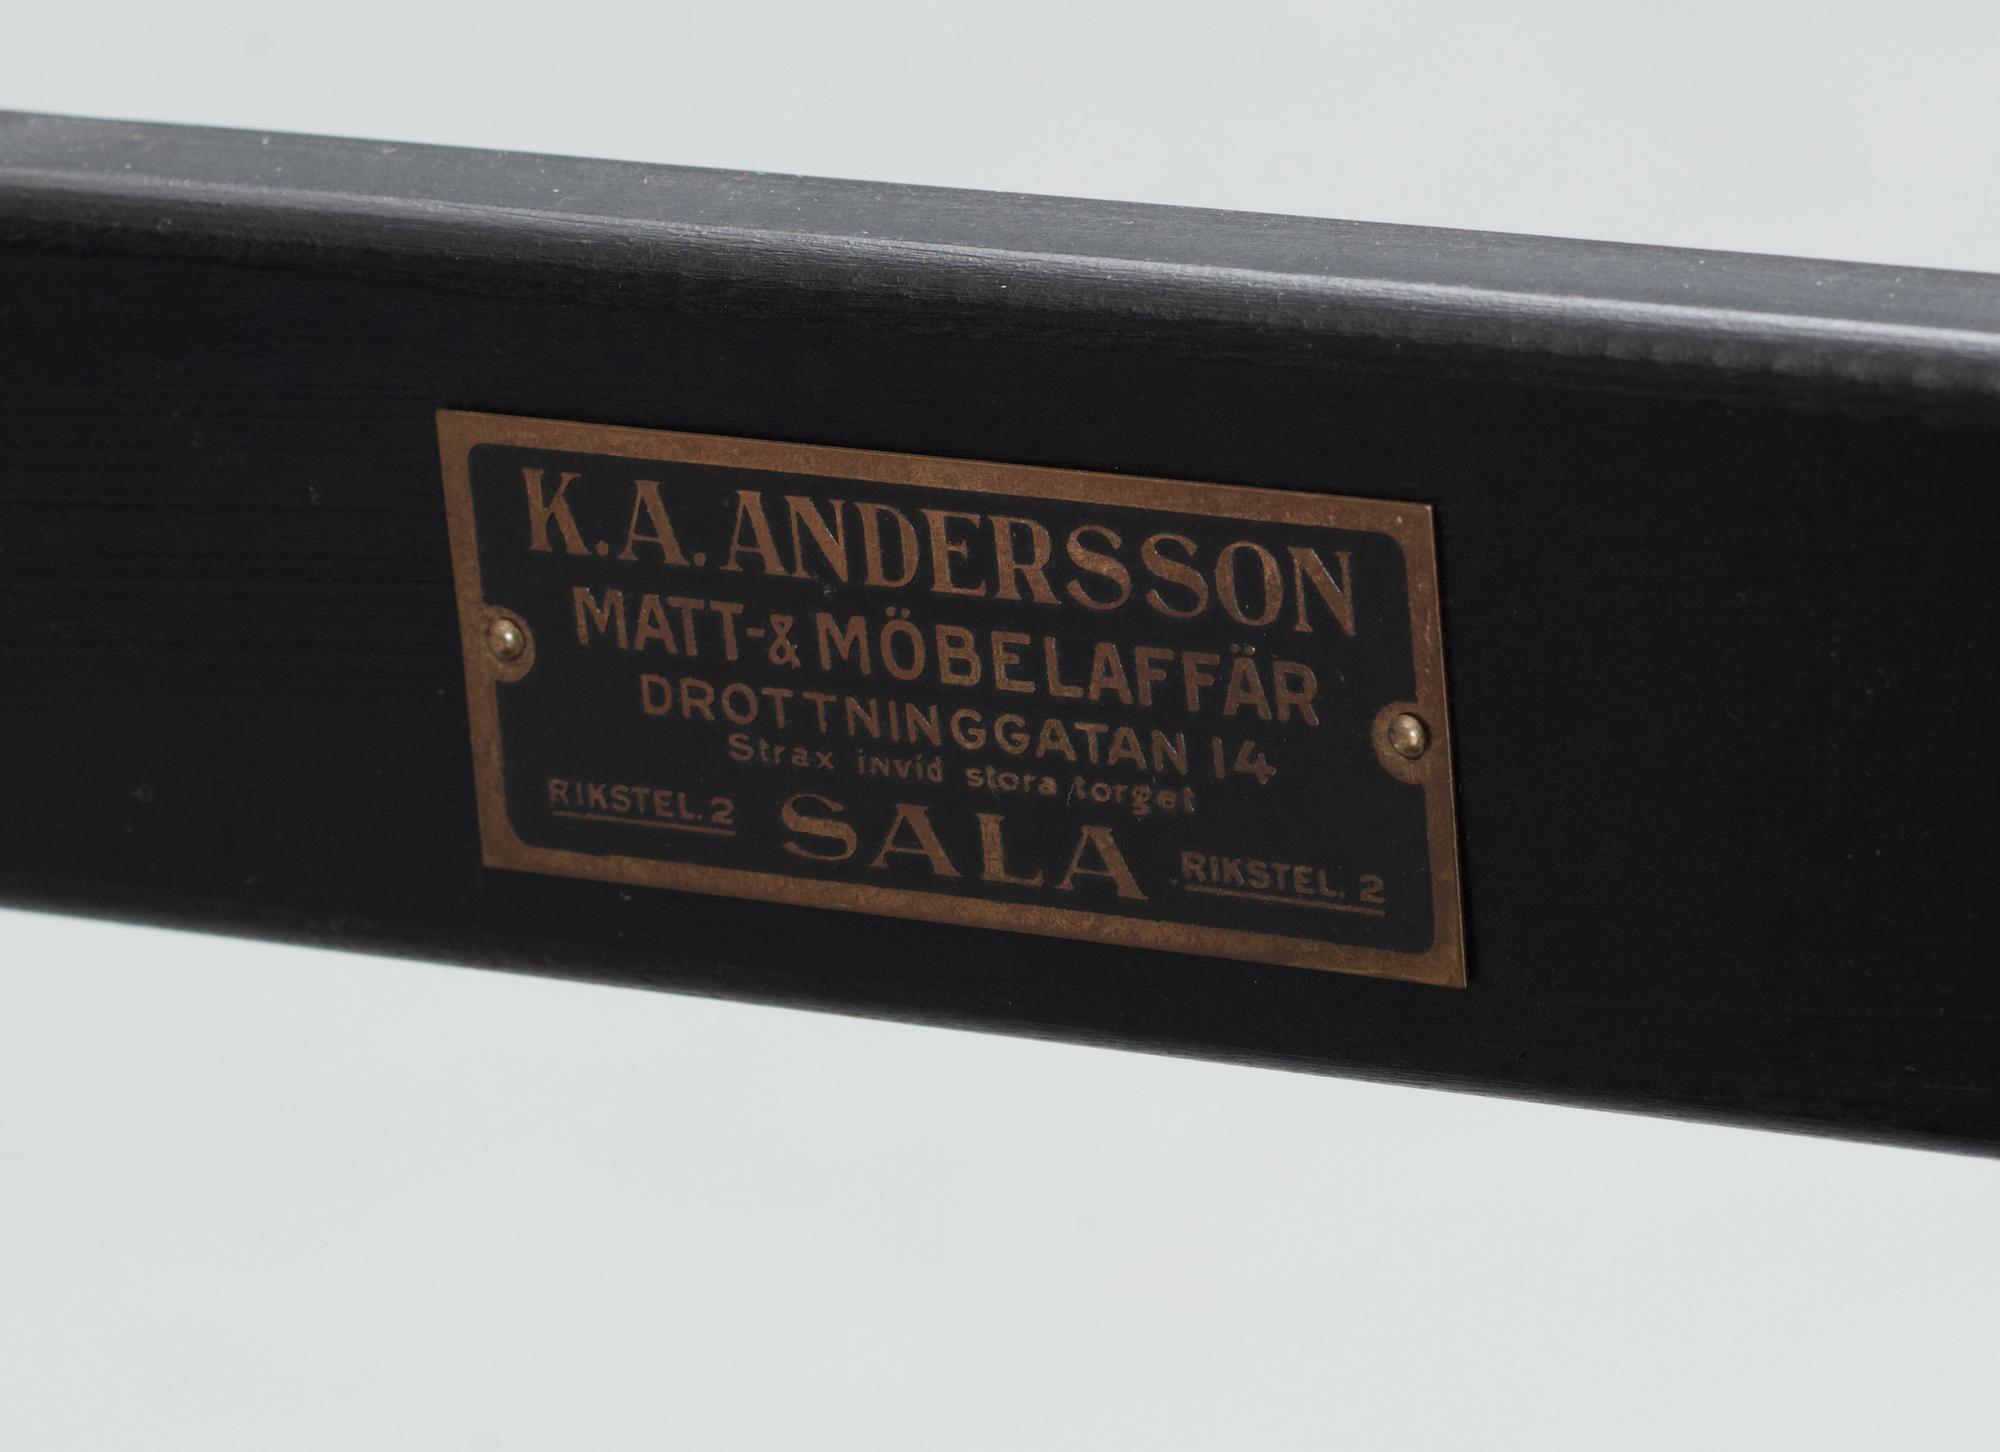 K.A. ANDERSSON
MATT-& MÖBELAFFÄR
DROTTNINGGATAN 14
Strax invid stora torget
RIKSTEL. 2 SALA RIKSTEL. 2